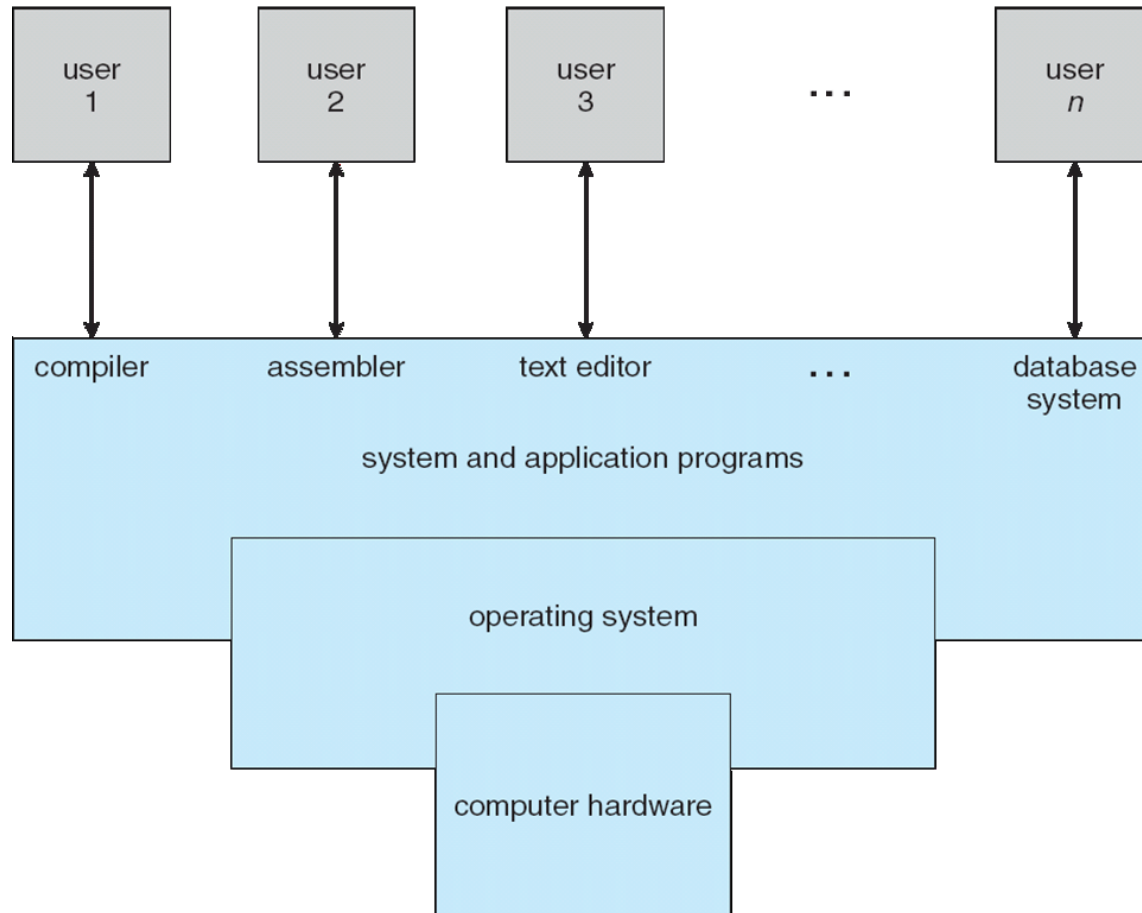 user
1
user
2
user
3
...
user
n
compiler
assembler
text editor
...
database
system
system and application programs
operating system
computer hardware